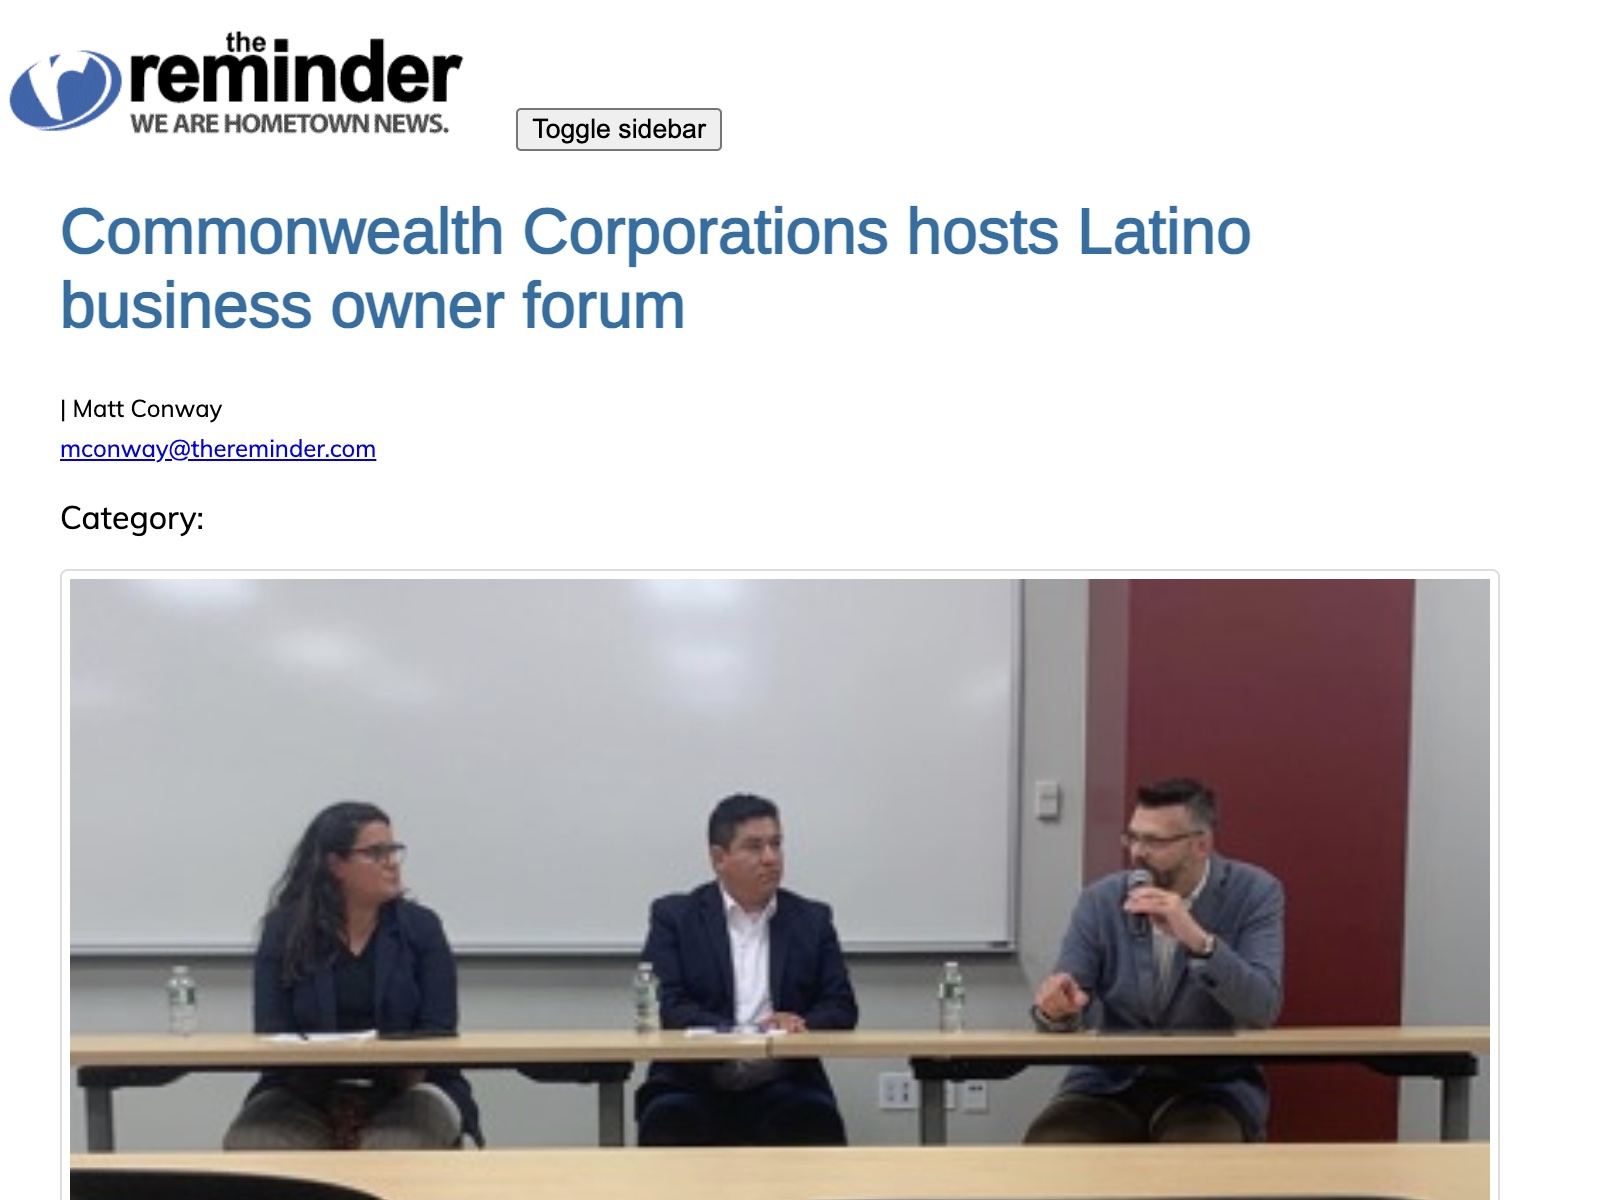 the
reminder
WE ARE HOMETOWN NEWS.
Toggle sidebar
Commonwealth Corporations hosts Latino
business owner forum
| Matt Conway
mconway@thereminder.com
Category: